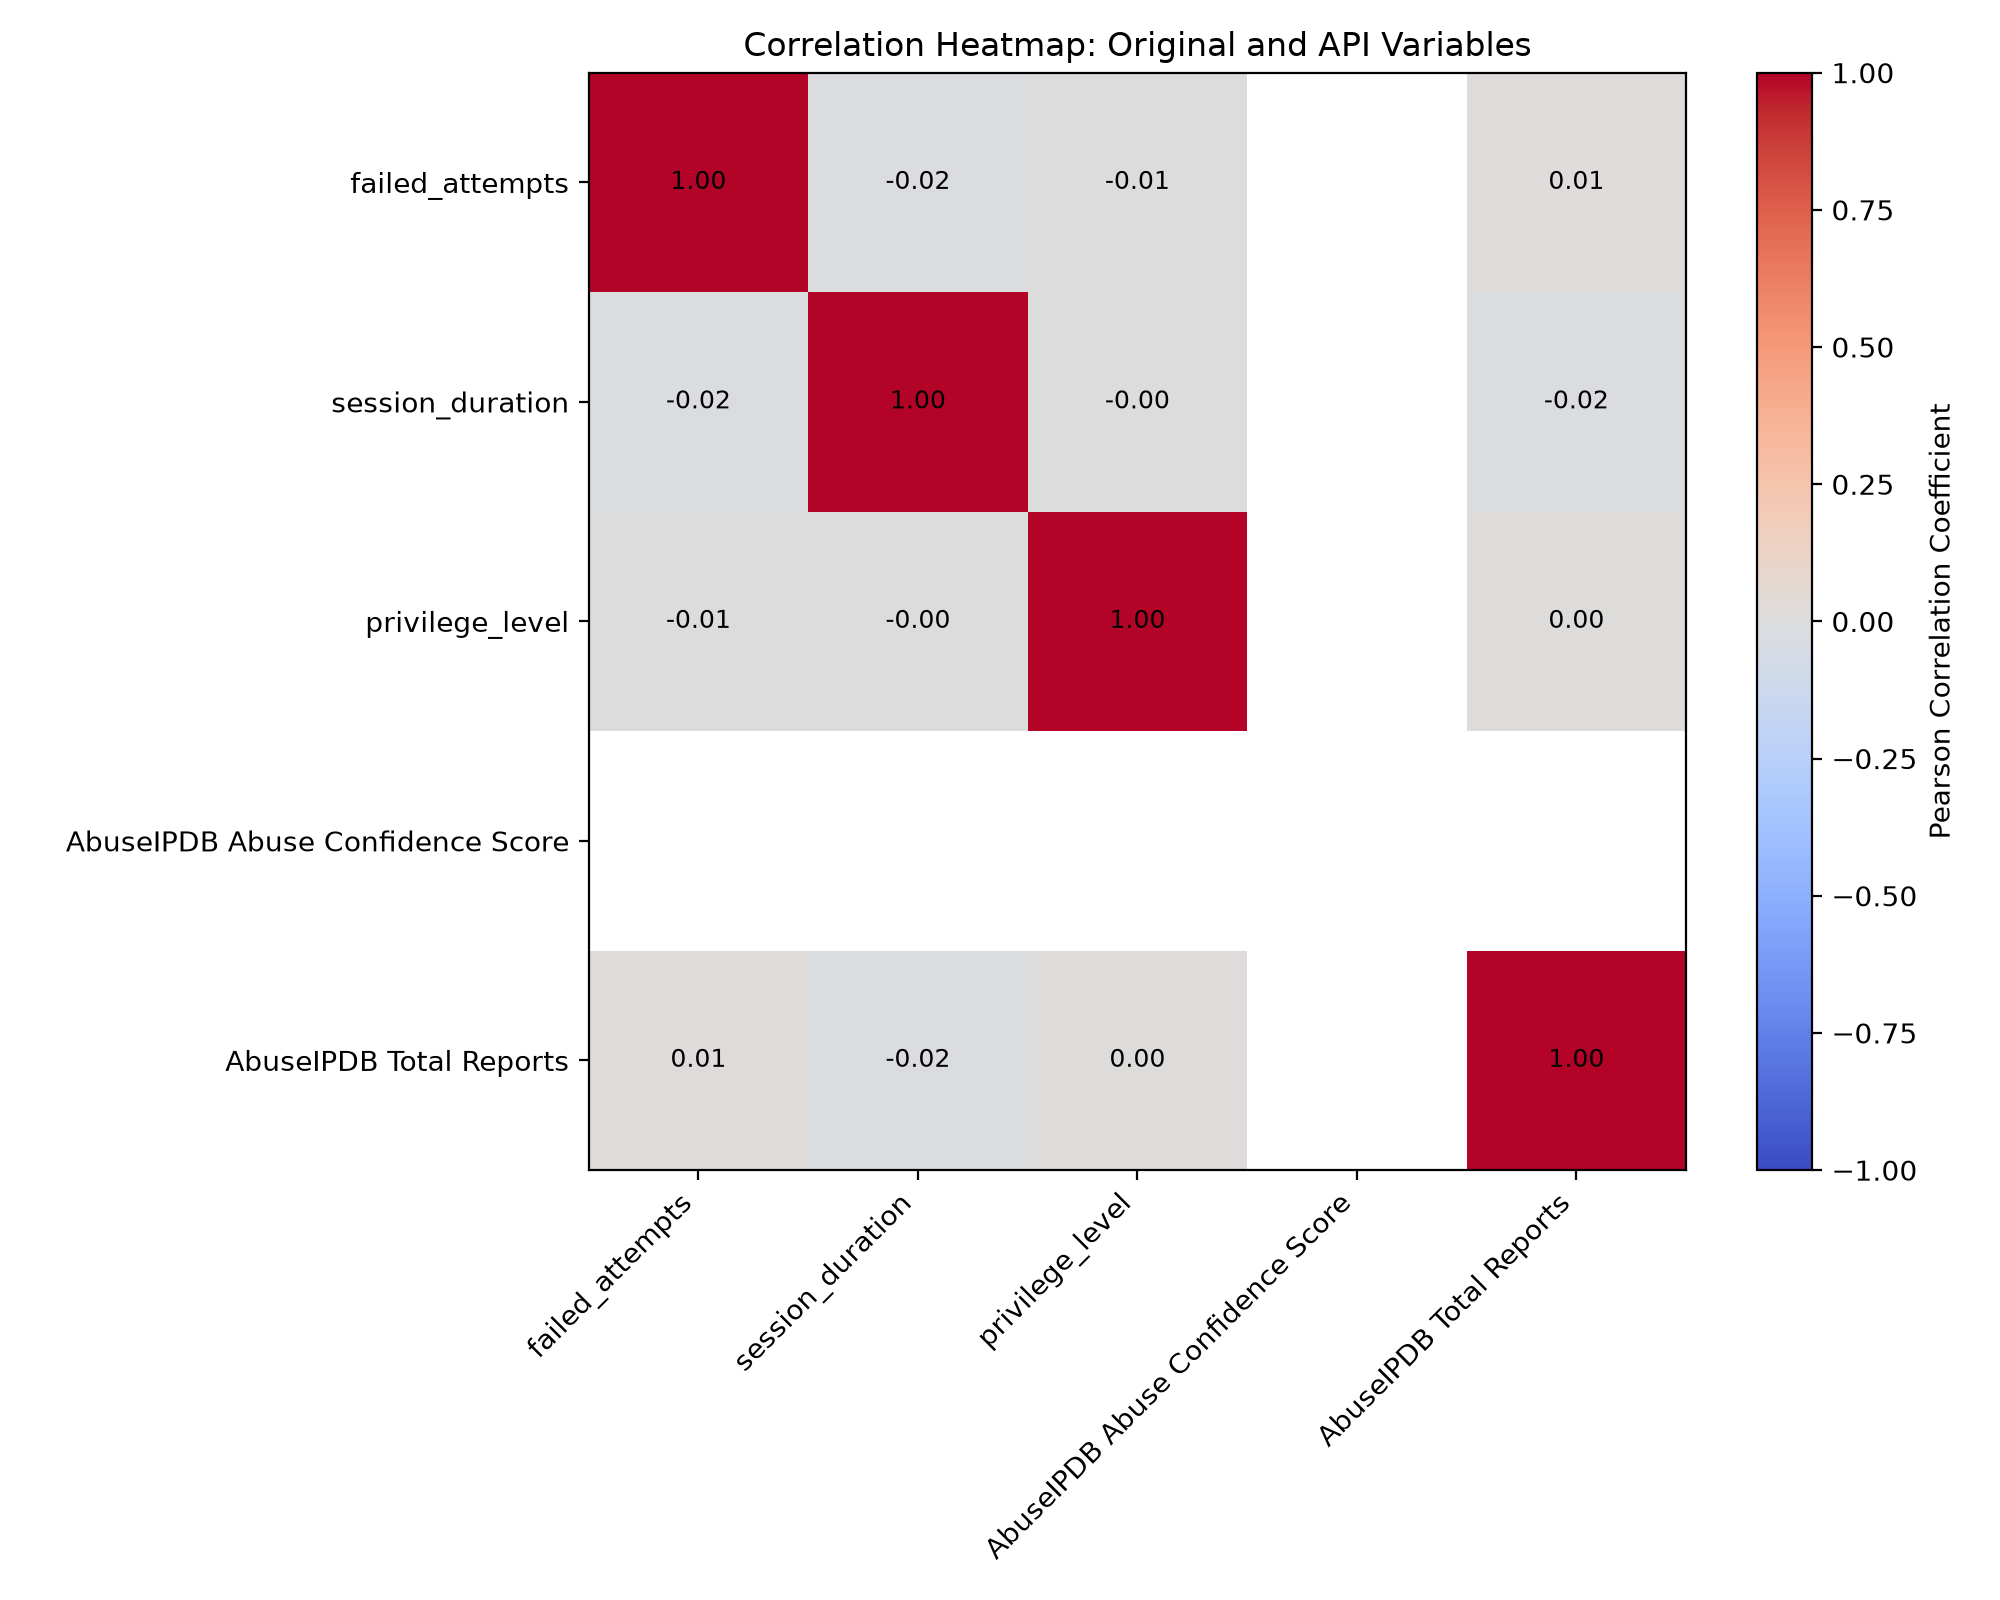 Correlation Heatmap: Original and API Variables
failed_attempts 1.00 -0.02 -0.01 0.01
session_duration -0.02 1.00 -0.00 -0.02
privilege_level -0.01 -0.00 1.00 0.00
AbuseIPDB Abuse Confidence Score
AbuseIPDB Total Reports 0.01 -0.02 0.00 1.00
failed_attempts
session_duration
privilege_level
AbuseIPDB Abuse Confidence Score
AbuseIPDB Total Reports
1.00
0.75
0.50
0.25
0.00
−0.25
−0.50
−0.75
−1.00
Pearson Correlation Coefficient